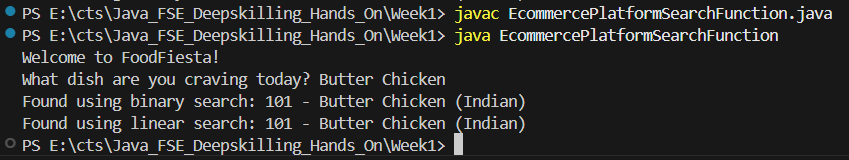 PS E:\cts\Java_FSE_Deepskilling_Hands_On\Week1> javac EcommercePlatformSearchFunction.java
PS E:\cts\Java_FSE_Deepskilling_Hands_On\Week1> java EcommercePlatformSearchFunction
Welcome to FoodFiesta!
What dish are you craving today? Butter Chicken
Found using binary search: 101 - Butter Chicken (Indian)
Found using linear search: 101 - Butter Chicken (Indian)
PS E:\cts\Java_FSE_Deepskilling_Hands_On\Week1>